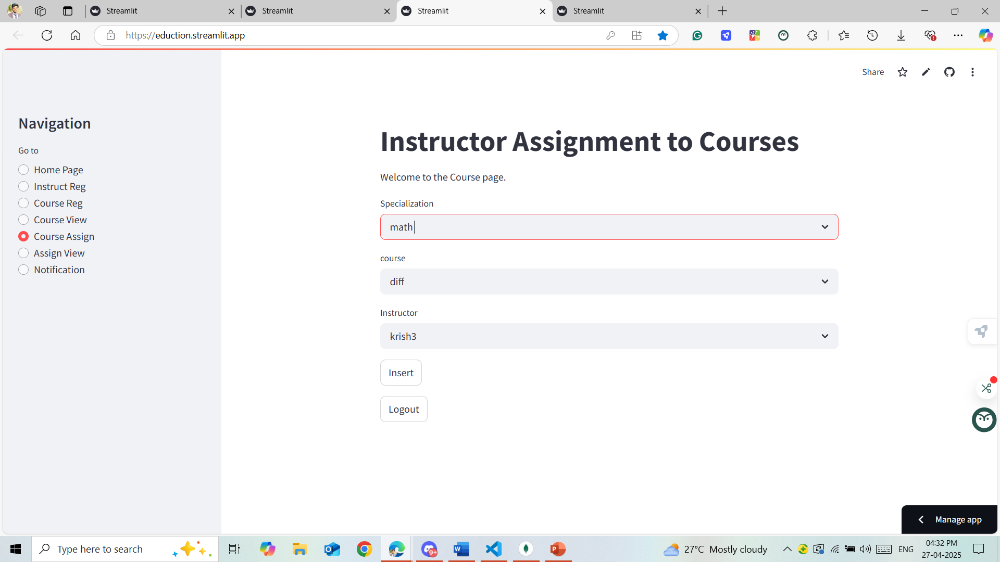 Streamlit
Streamlit
Streamlit
Streamlit
https://eduction.streamlit.app
Share
Navigation
Go to
Home Page
Instruct Reg
Course Reg
Course View
Course Assign
Assign View
Notification
Instructor Assignment to Courses
Welcome to the Course page.
Specialization
math
course
diff
Instructor
krish3
Insert
Logout
Manage app
Type here to search
9+
27°C Mostly cloudy
ENG
04:32 PM
27-04-2025